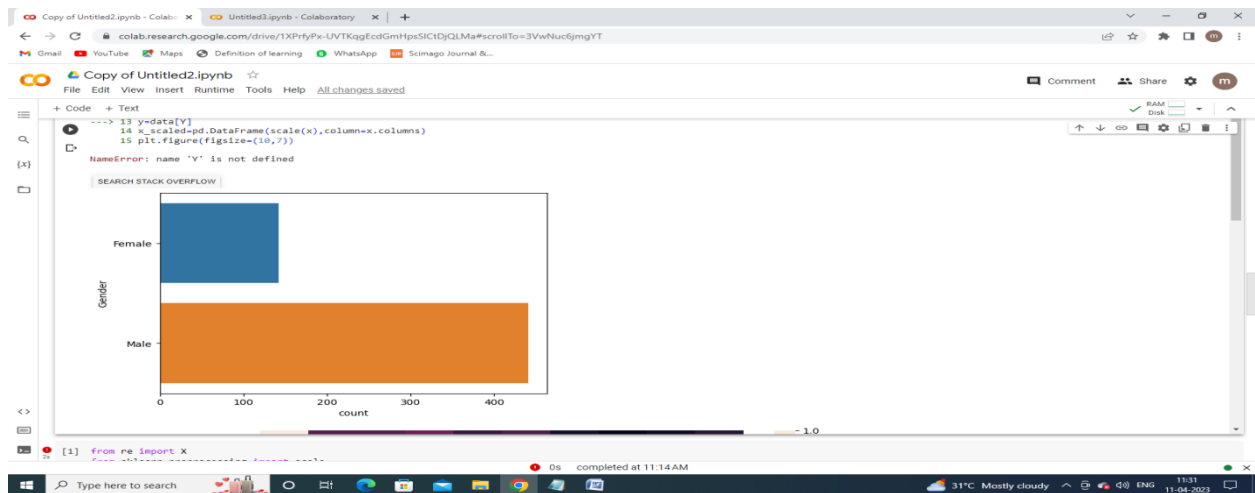 Copy of Untitled2.ipynb - Colabo
Untitled3.ipynb - Colaboratory
colab.research.google.com/drive/1XPrfyPx-UVTKqgEcdGmHpsSlCtDjQLMa#scrollTo=3VwNuc6jmgYT
Gmail YouTube Maps Definition of learning WhatsApp Scimago Journal &...
Copy of Untitled2.ipynb
Comment Share m
File Edit View Insert Runtime Tools Help All changes saved
+ Code + Text
RAM
Disk
---> 13 y=data[Y]
14 x_scaled=pd.DataFrame(scale(x),column=x.columns)
15 plt.figure(figsize=(10,7))
NameError: name 'Y' is not defined
SEARCH STACK OVERFLOW
Female
Gender
Male
0 100 200 300 400
count
1.0
[1] from re import X
0s completed at 11:14 AM
Type here to search
31°C Mostly cloudy ENG
11:31
11-04-2023